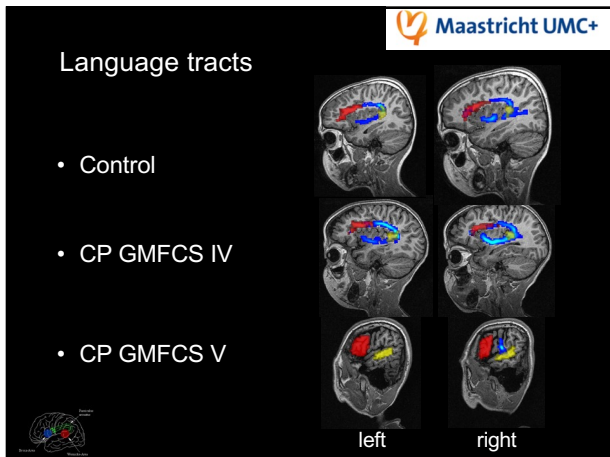 Maastricht UMC+
Language tracts
• Control
• CP GMFCS IV
• CP GMFCS V
left
right